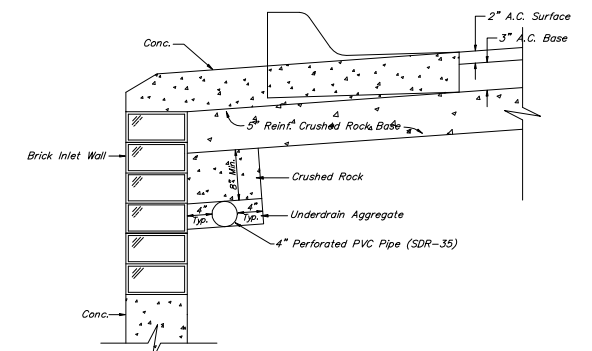 2" A.C. Surface
3" A.C. Base
Conc.
5" Reinf. Crushed Rock Base
Brick Inlet Wall
8" Min.
Crushed Rock
4" Typ.
4" Typ.
Underdrain Aggregate
4" Perforated PVC Pipe (SDR-35)
Conc.